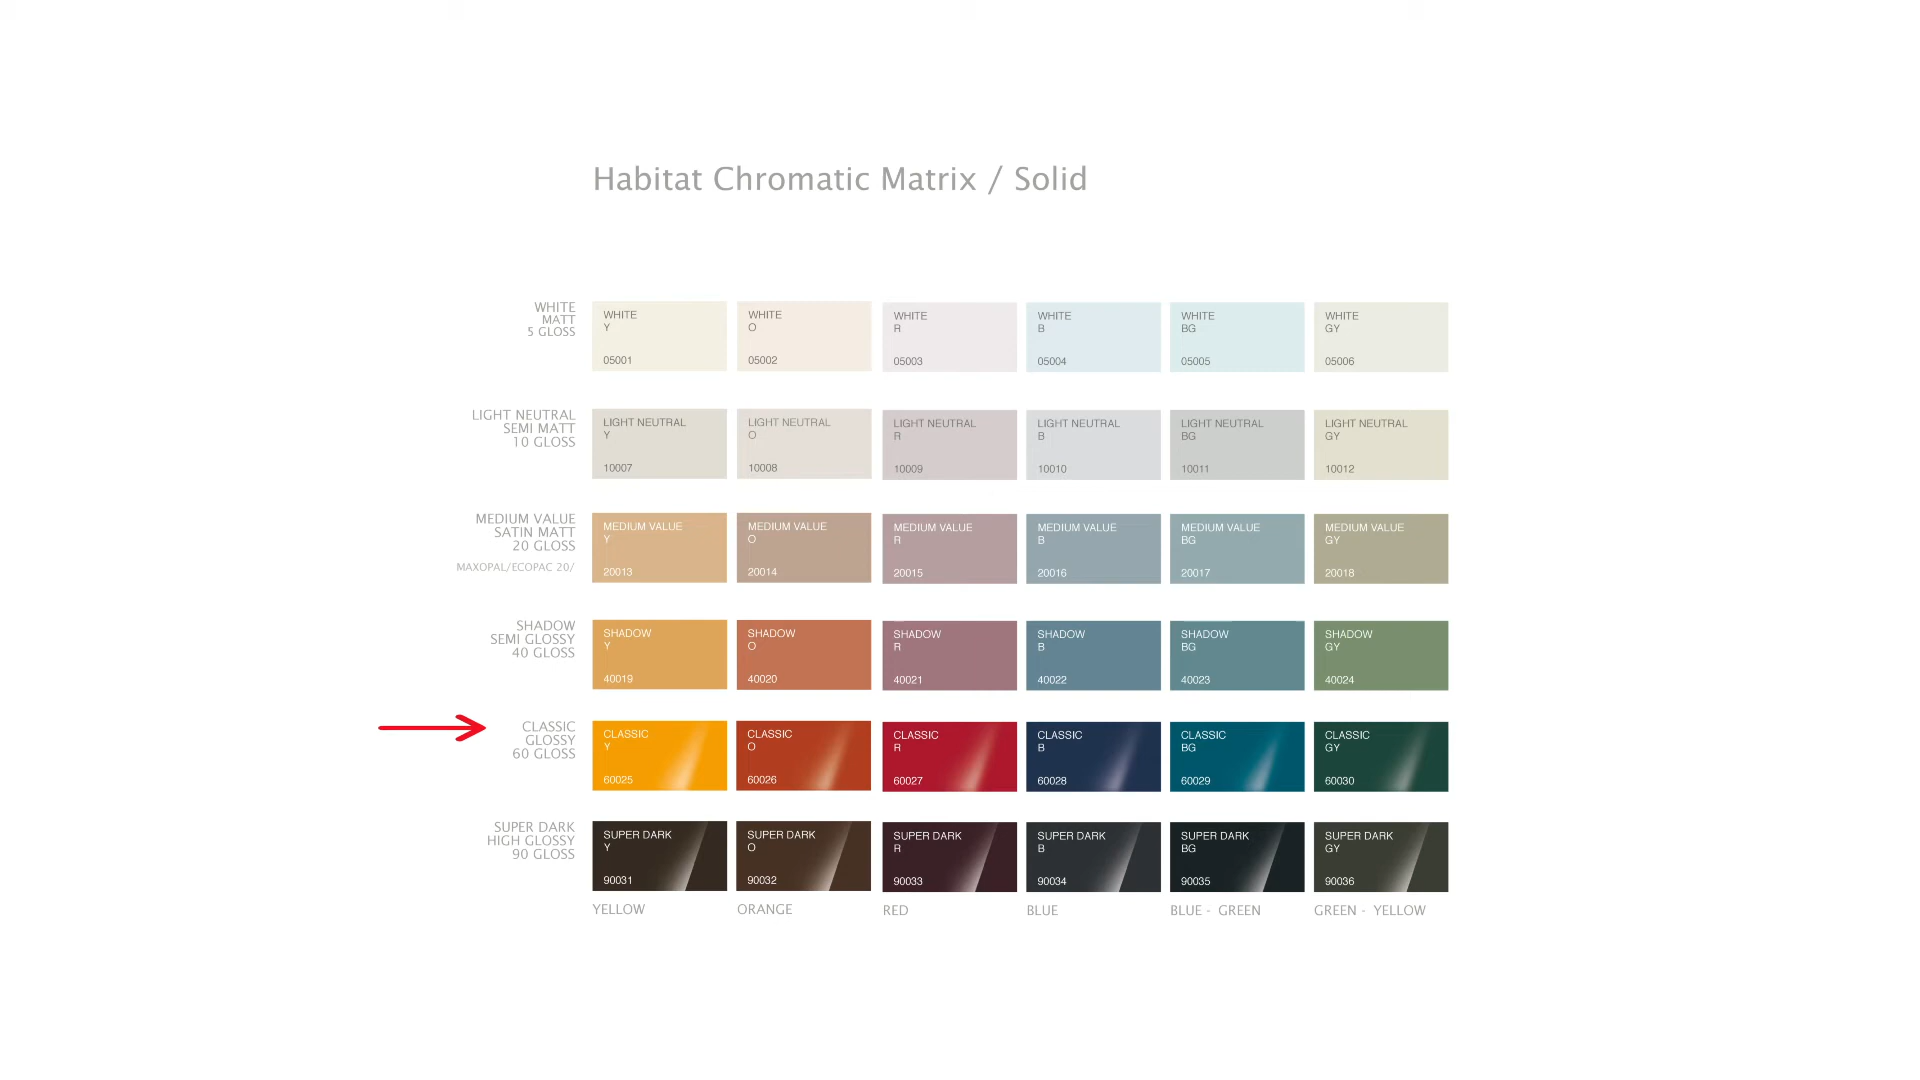 Habitat Chromatic Matrix / Solid
WHITE
MATT
5 GLOSS
WHITE
Y
05001
WHITE
O
05002
WHITE
R
05003
WHITE
B
05004
WHITE
BG
05005
WHITE
GY
05006
LIGHT NEUTRAL
SEMI MATT
10 GLOSS
LIGHT NEUTRAL
Y
10007
LIGHT NEUTRAL
O
10008
LIGHT NEUTRAL
R
10009
LIGHT NEUTRAL
B
10010
LIGHT NEUTRAL
BG
10011
LIGHT NEUTRAL
GY
10012
MEDIUM VALUE
SATIN MATT
20 GLOSS
MAXOPAL/ECOPAC 20/
MEDIUM VALUE
Y
20013
MEDIUM VALUE
O
20014
MEDIUM VALUE
R
20015
MEDIUM VALUE
B
20016
MEDIUM VALUE
BG
20017
MEDIUM VALUE
GY
20018
SHADOW
SEMI GLOSSY
40 GLOSS
SHADOW
Y
40019
SHADOW
O
40020
SHADOW
R
40021
SHADOW
B
40022
SHADOW
BG
40023
SHADOW
GY
40024
CLASSIC
GLOSSY
60 GLOSS
CLASSIC
Y
60025
CLASSIC
O
60026
CLASSIC
R
60027
CLASSIC
B
60028
CLASSIC
BG
60029
CLASSIC
GY
60030
SUPER DARK
HIGH GLOSSY
90 GLOSS
SUPER DARK
Y
90031
SUPER DARK
O
90032
SUPER DARK
R
90033
SUPER DARK
B
90034
SUPER DARK
BG
90035
SUPER DARK
GY
90036
YELLOW
ORANGE
RED
BLUE
BLUE - GREEN
GREEN - YELLOW